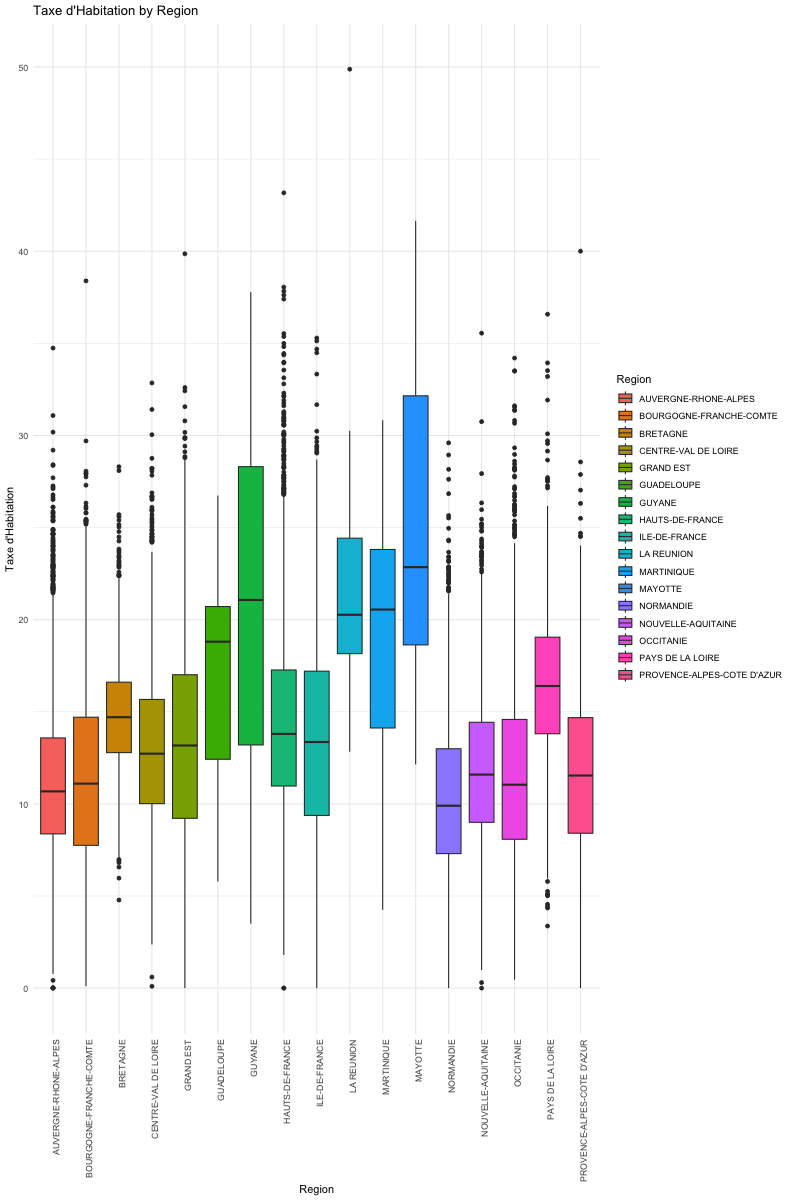 Taxe d'Habitation by Region
50
40
30
20
10
0
Taxe d'Habitation
AUVERGNE-RHONE-ALPES
BOURGOGNE-FRANCHE-COMTE
BRETAGNE
CENTRE-VAL DE LOIRE
GRAND EST
GUADELOUPE
GUYANE
HAUTS-DE-FRANCE
ILE-DE-FRANCE
LA REUNION
MARTINIQUE
MAYOTTE
NORMANDIE
NOUVELLE-AQUITAINE
OCCITANIE
PAYS DE LA LOIRE
PROVENCE-ALPES-COTE D'AZUR
Region
Region
AUVERGNE-RHONE-ALPES
BOURGOGNE-FRANCHE-COMTE
BRETAGNE
CENTRE-VAL DE LOIRE
GRAND EST
GUADELOUPE
GUYANE
HAUTS-DE-FRANCE
ILE-DE-FRANCE
LA REUNION
MARTINIQUE
MAYOTTE
NORMANDIE
NOUVELLE-AQUITAINE
OCCITANIE
PAYS DE LA LOIRE
PROVENCE-ALPES-COTE D'AZUR